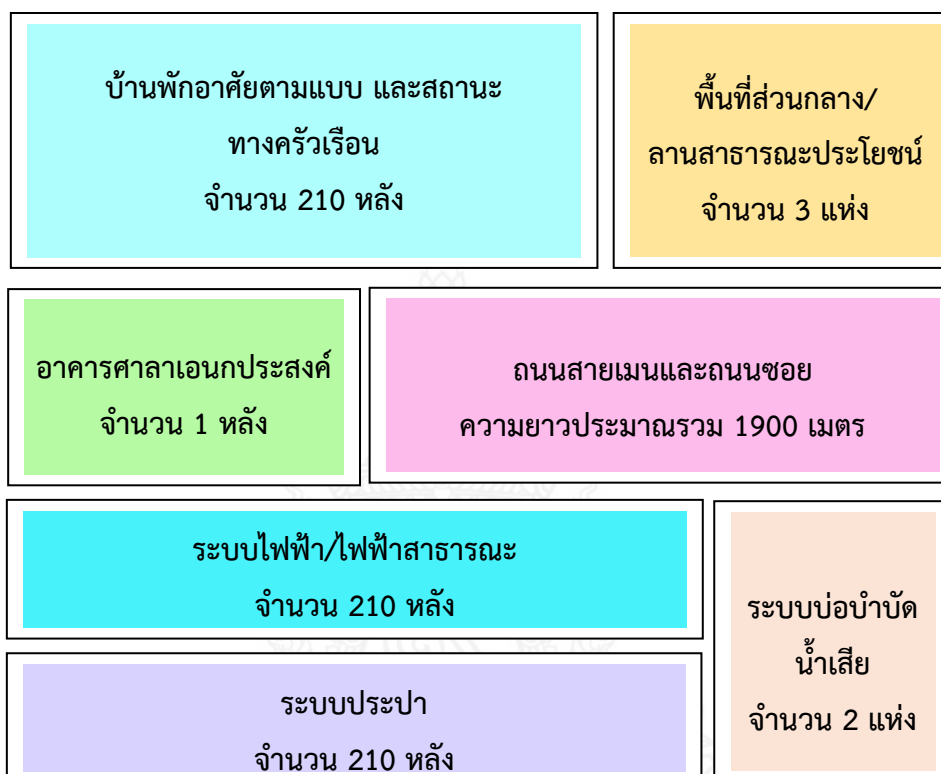 บ้านพักอาศัยตามแบบ และสถานะ
ทางครัวเรือน
จำนวน 210 หลัง
พื้นที่ส่วนกลาง/
ลานสาธารณะประโยชน์
จำนวน 3 แห่ง
อาคารศาลาเอนกประสงค์
จำนวน 1 หลัง
ถนนสายเมนและถนนซอย
ความยาวประมาณรวม 1900 เมตร
ระบบไฟฟ้า/ไฟฟ้าสาธารณะ
จำนวน 210 หลัง
ระบบบ่อบำบัด
น้ำเสีย
จำนวน 2 แห่ง
ระบบประปา
จำนวน 210 หลัง